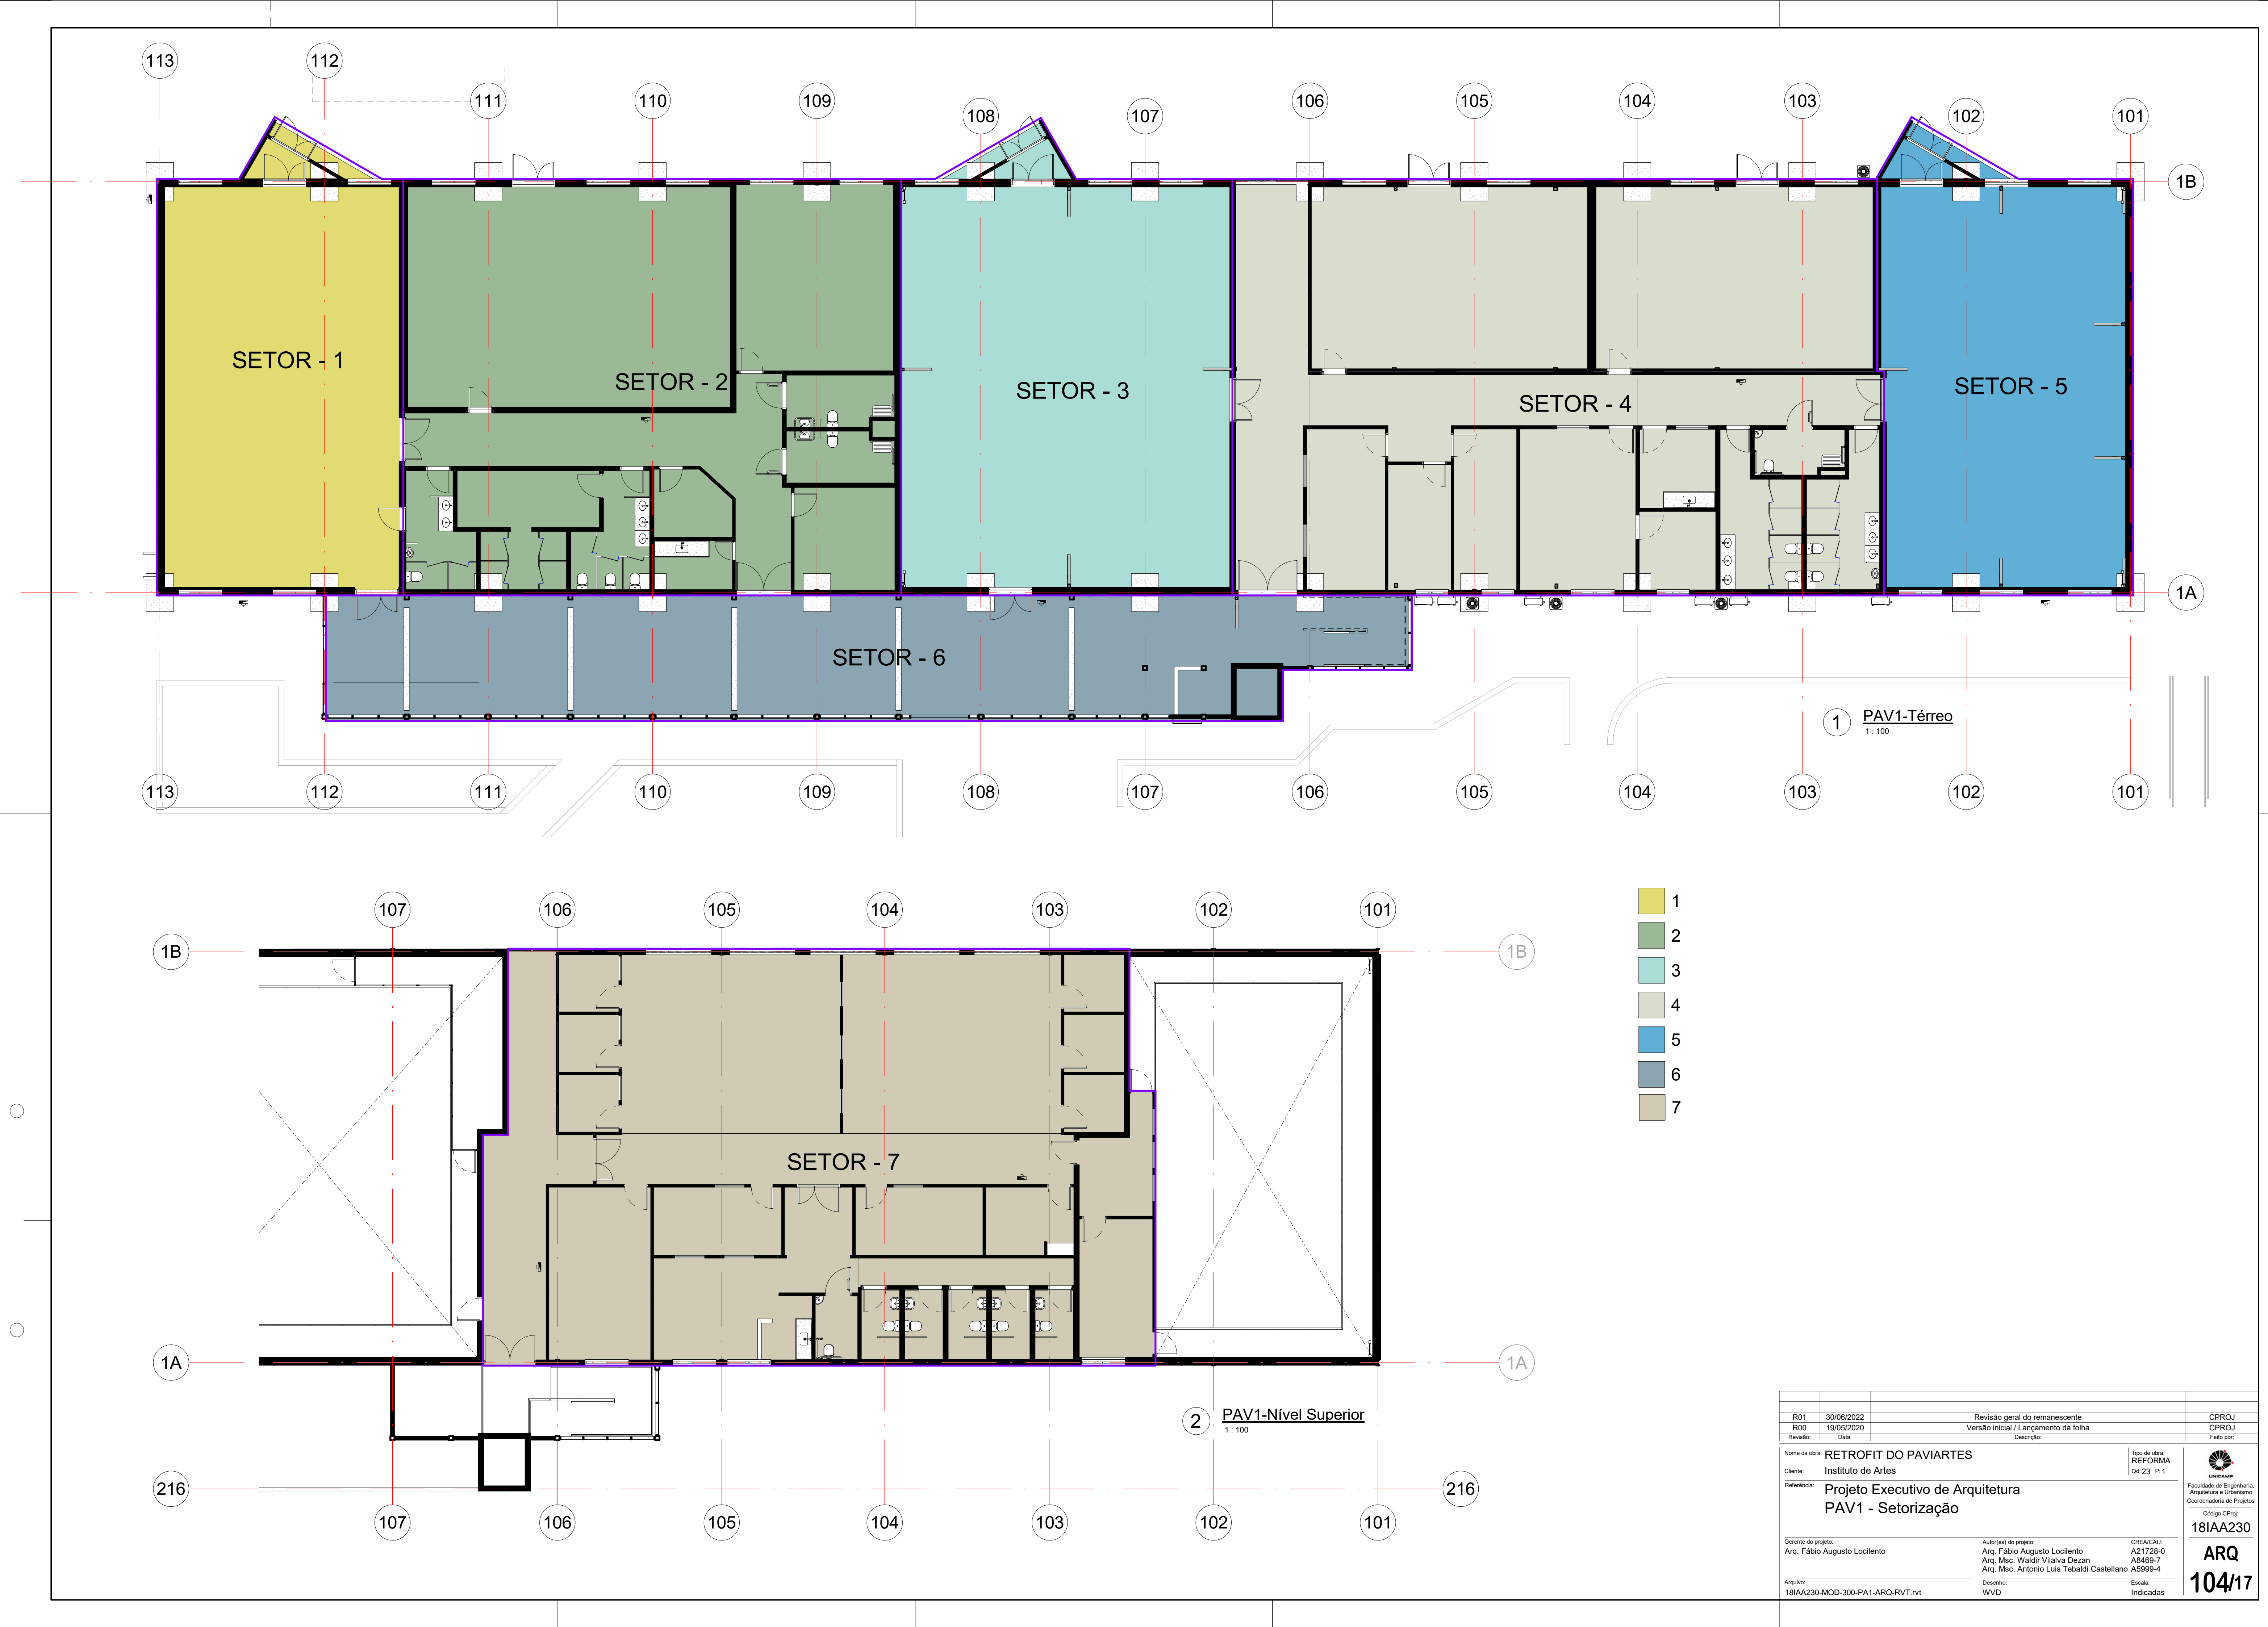 113
112
111
110
109
108
107
106
105
104
103
102
101
1B
SETOR - 1
SETOR - 2
SETOR - 3
SETOR - 4
SETOR - 5
1A
SETOR - 6
1 PAV1-Térreo
1 : 100
113
112
111
110
109
108
107
106
105
104
103
102
101
107
106
105
104
103
102
101
1B
1B
1
2
3
4
5
6
7
SETOR - 7
1A
1A
2 PAV1-Nível Superior
1 : 100
216
216
107
106
105
104
103
102
101
R01 30/06/2022 Revisão geral do remanescente CPROJ
R00 19/05/2020 Versão inicial / Lançamento da folha CPROJ
Revisão: Data: Descrição: Feito por:
Nome da obra: RETROFIT DO PAVIARTES
Tipo de obra:
REFORMA
Cliente: Instituto de Artes
Qd: 23 P: 1
UNICAMP
Referência: Projeto Executivo de Arquitetura
PAV1 - Setorização
Faculdade de Engenharia,
Arquitetura e Urbanismo
Coordenadoria de Projetos
Código CProj:
18IAA230
Gerente do projeto:
Arq. Fábio Augusto Locilento
Autor(es) do projeto: CREA/CAU:
Arq. Fábio Augusto Locilento A21728-0
Arq. Msc. Waldir Vilalva Dezan A8469-7
Arq. Msc. Antonio Luis Tebaldi Castellano A5999-4
ARQ
104/17
Arquivo:
18IAA230-MOD-300-PA1-ARQ-RVT.rvt
Desenho:
WVD
Escala:
Indicadas